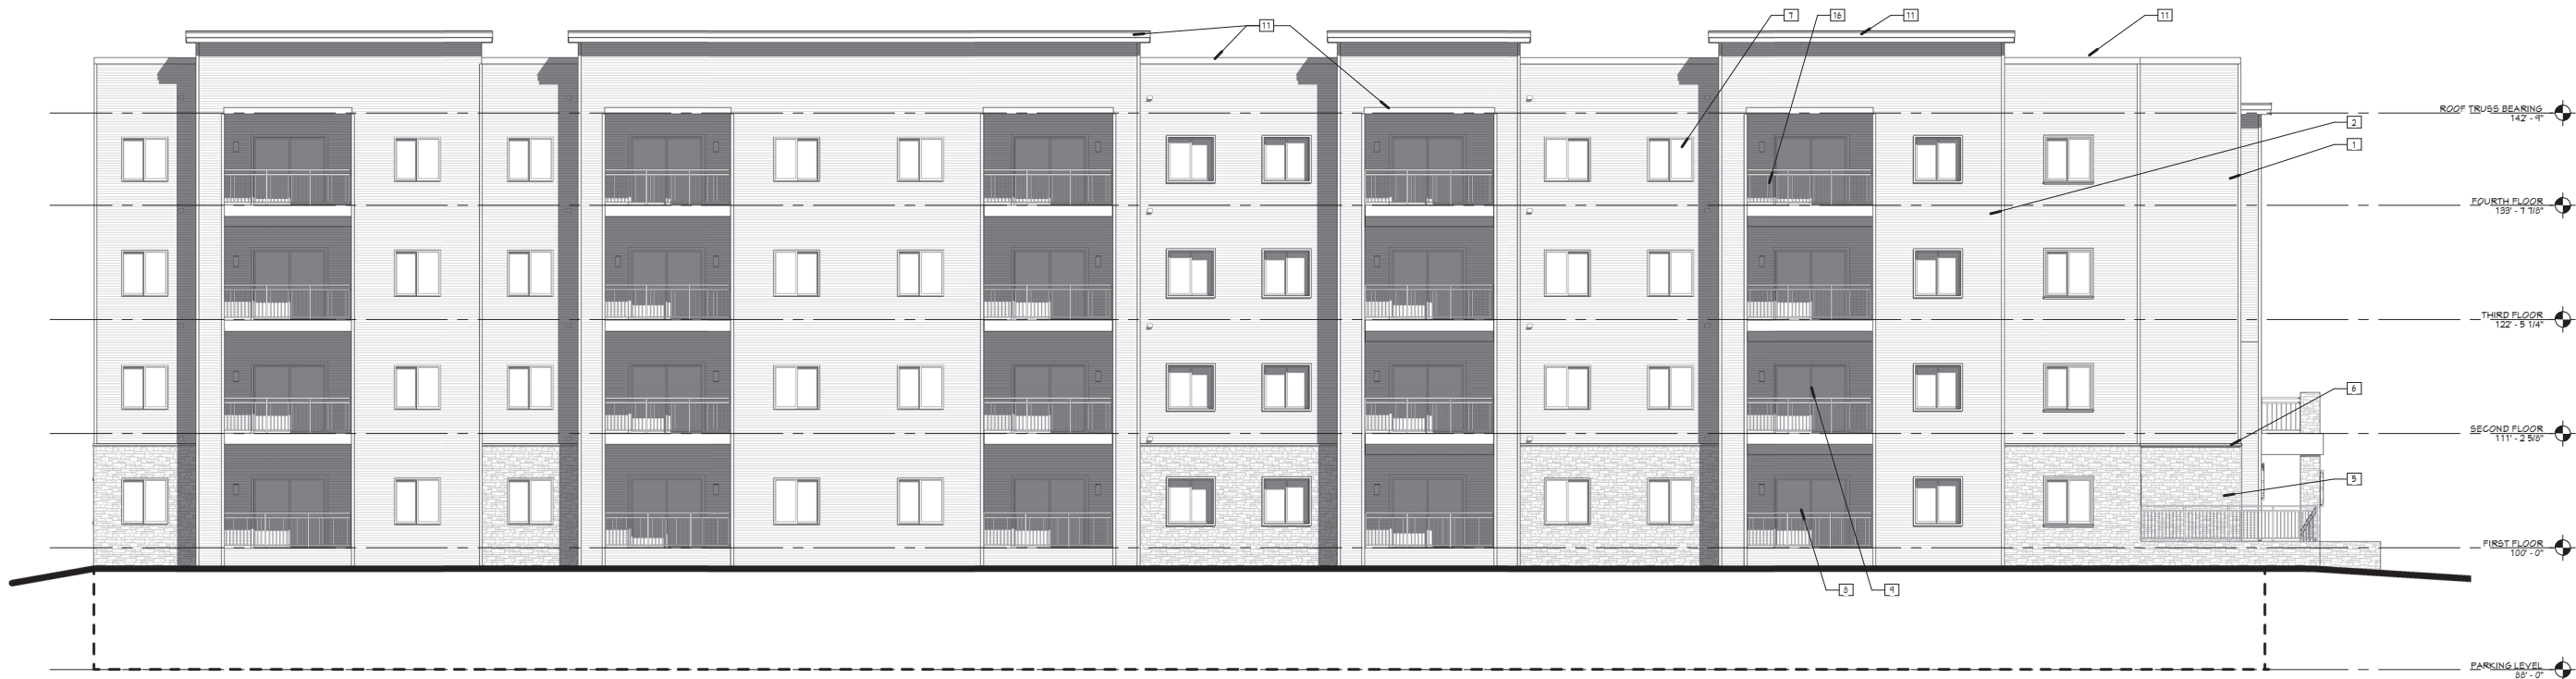 11
7
16
11
11
ROOF TRUSS BEARING
142' - 9"
2
1
FOURTH FLOOR
133' - 7 7/8"
THIRD FLOOR
122' - 5 1/4"
6
SECOND FLOOR
111' - 2 5/8"
5
FIRST FLOOR
100' - 0"
8
9
PARKING LEVEL
88' - 0"